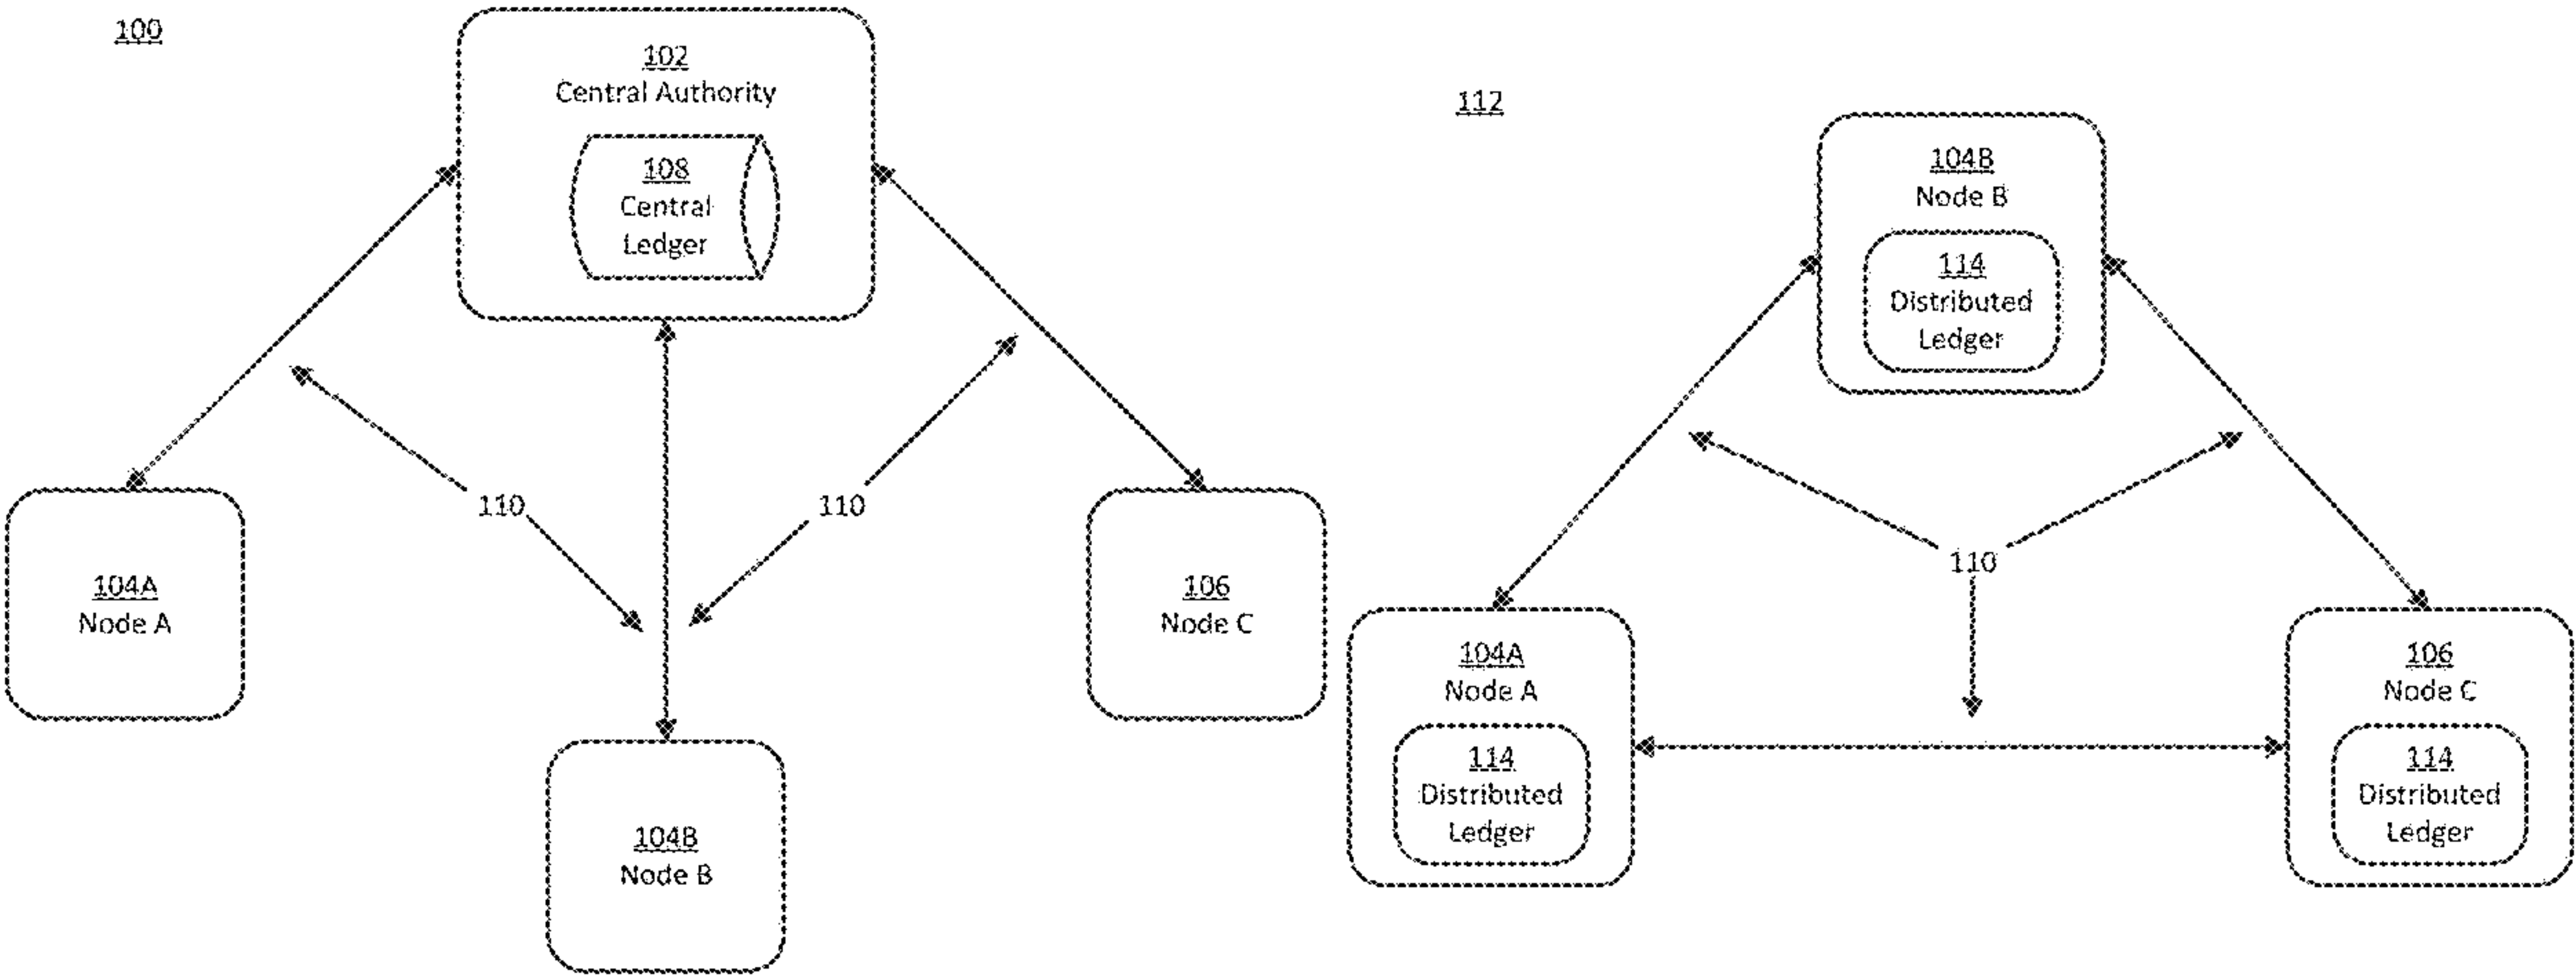 100
102
Central Authority
108
Central
Ledger
110
110
104A
Node A
106
Node C
104B
Node B
112
104B
Node B
114
Distributed
Ledger
110
104A
Node A
114
Distributed
Ledger
106
Node C
114
Distributed
Ledger